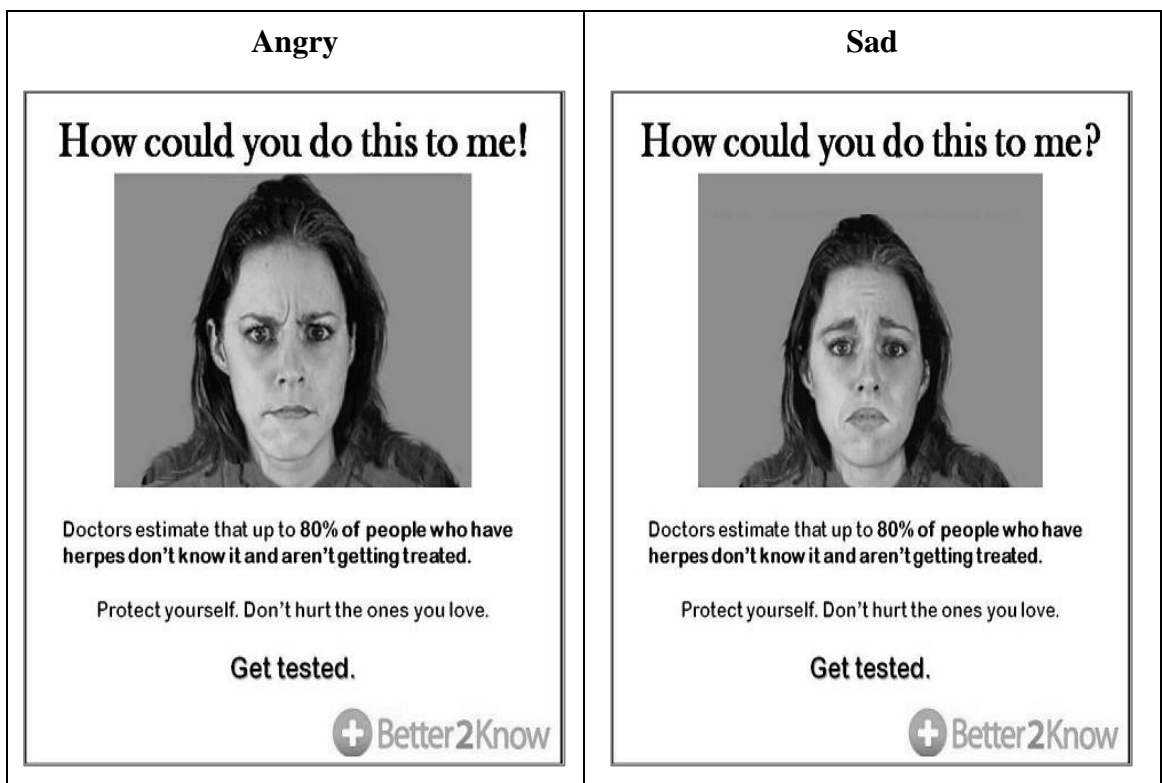 Angry
How could you do this to me!
Doctors estimate that up to 80% of people who have
herpes don't know it and aren't getting treated.
Protect yourself. Don't hurt the ones you love.
Get tested.
Better2Know
Sad
How could you do this to me?
Doctors estimate that up to 80% of people who have
herpes don't know it and aren't getting treated.
Protect yourself. Don't hurt the ones you love.
Get tested.
Better2Know